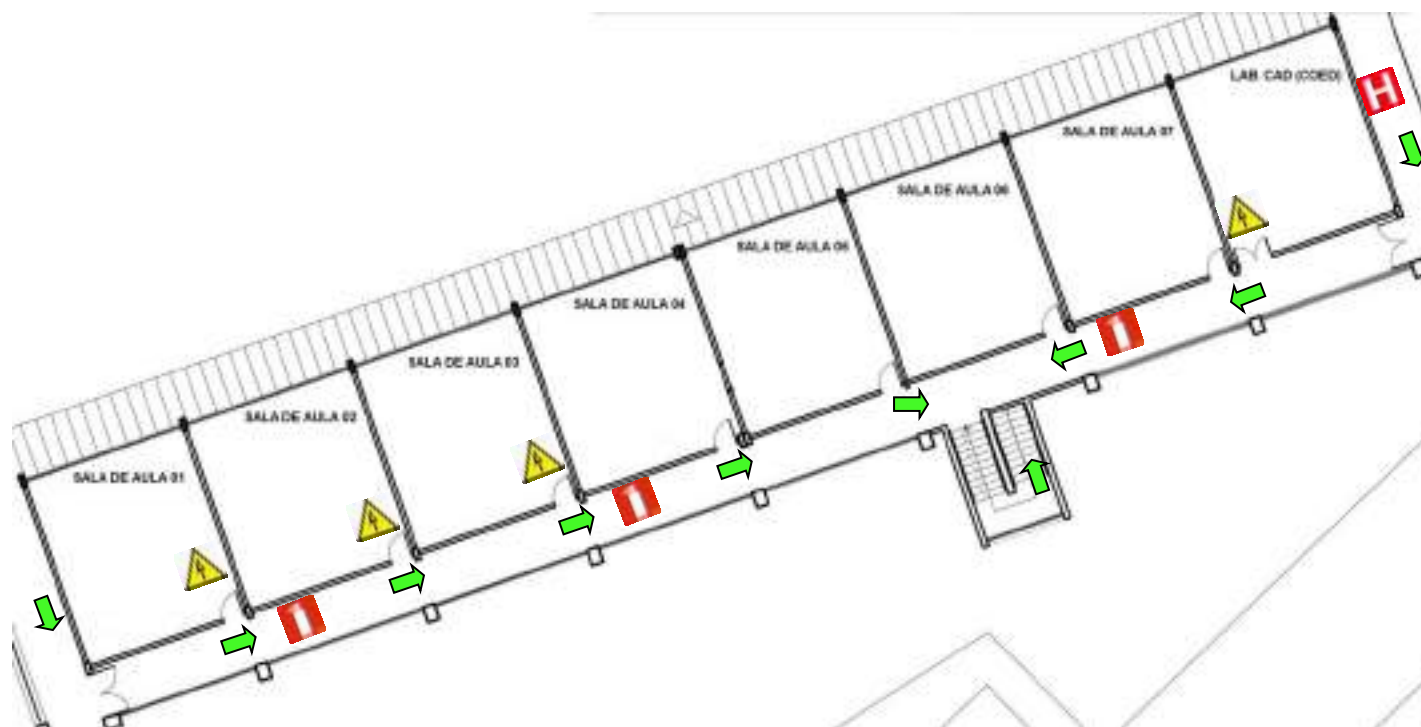 LAB. CAD (COED)
SALA DE AULA 07
SALA DE AULA 06
SALA DE AULA 05
SALA DE AULA 04
SALA DE AULA 03
SALA DE AULA 02
SALA DE AULA 01
H